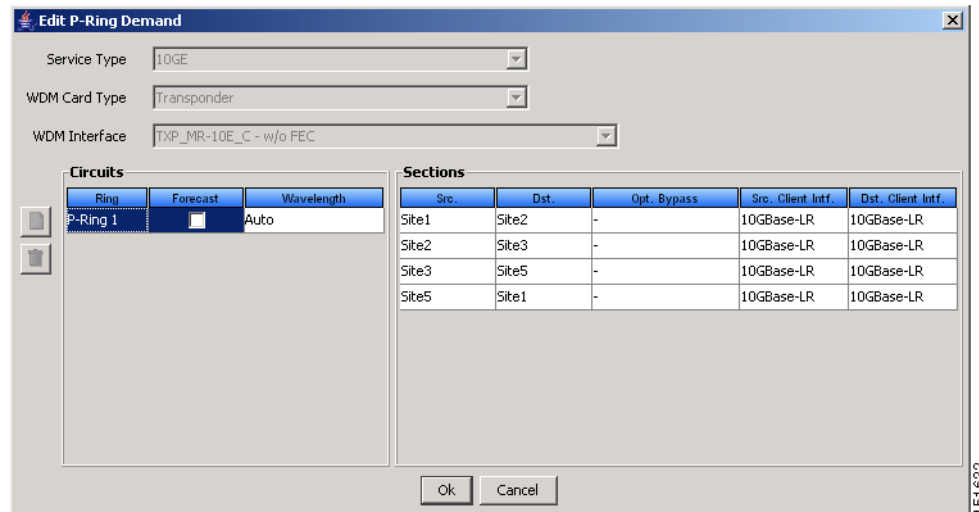 Edit P-Ring Demand
Service Type 10GE
WDM Card Type Transponder
WDM Interface TXP_MR-10E_C - w/o FEC
Circuits
Ring Forecast Wavelength
P-Ring 1 Auto
Sections
Src. Dst. Opt. Bypass Src. Client Intf. Dst. Client Intf.
Site1 Site2 - 10GBase-LR 10GBase-LR
Site2 Site3 - 10GBase-LR 10GBase-LR
Site3 Site5 - 10GBase-LR 10GBase-LR
Site5 Site1 - 10GBase-LR 10GBase-LR
Ok Cancel